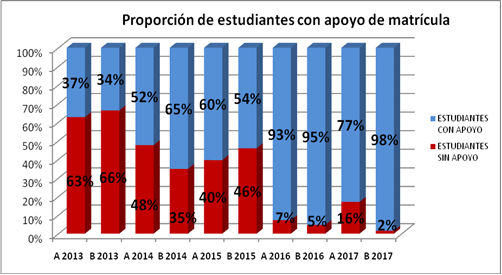 Proporción de estudiantes con apoyo de matrícula
100%
90%
80%
70%
60%
50%
40%
30%
20%
10%
0%
37% 34% 52% 65% 60% 54% 93% 95% 77% 98%
63% 66% 48% 35% 40% 46% 7% 5% 16% 2%
A 2013 B 2013 A 2014 B 2014 A 2015 B 2015 A 2016 B 2016 A 2017 B 2017
ESTUDIANTES
CON APOYO
ESTUDIANTES
SIN APOYO